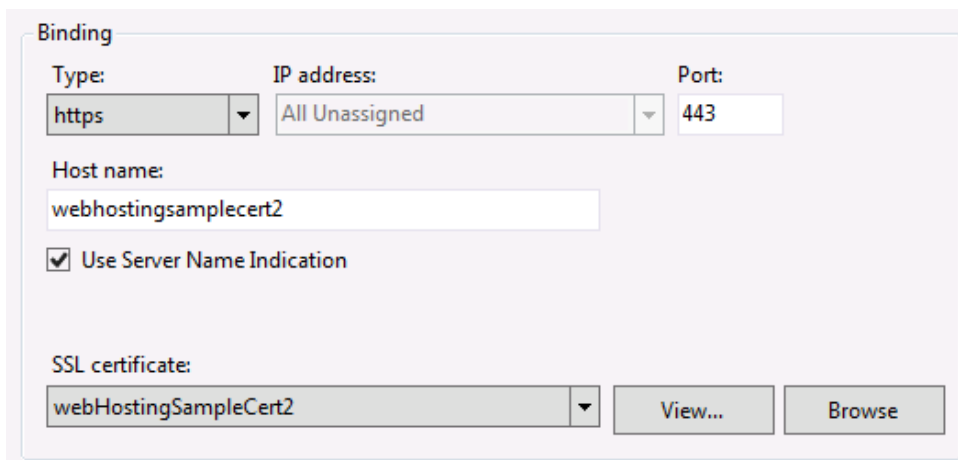 Binding
Type: IP address: Port:
https All Unassigned 443
Host name:
webhostingsamplecert2
Use Server Name Indication
SSL certificate:
webHostingSampleCert2 View... Browse